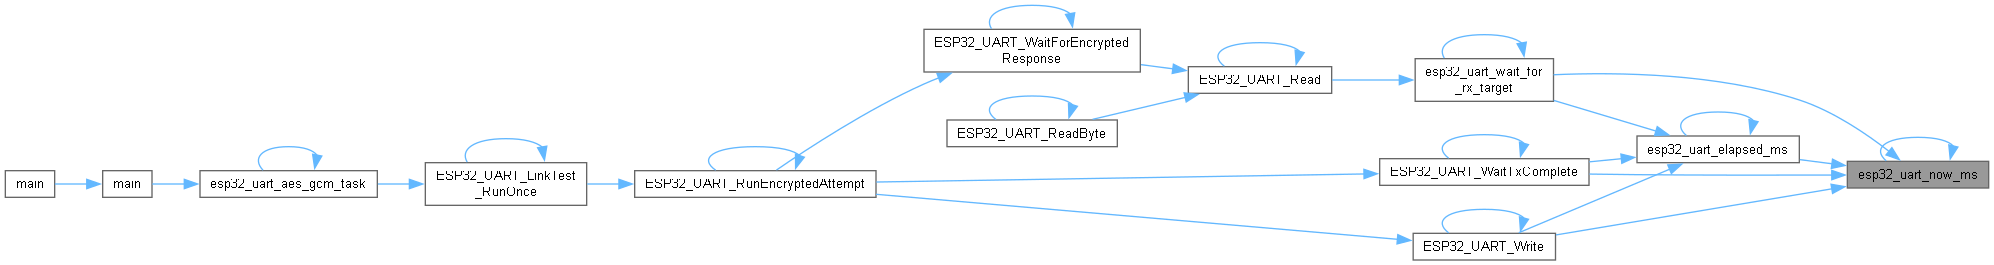 main
main
esp32_uart_aes_gcm_task
ESP32_UART_LinkTest
_RunOnce
ESP32_UART_RunEncryptedAttempt
ESP32_UART_WaitForEncrypted
Response
ESP32_UART_ReadByte
ESP32_UART_Read
esp32_uart_wait_for
_rx_target
ESP32_UART_WaitTxComplete
ESP32_UART_Write
esp32_uart_elapsed_ms
esp32_uart_now_ms